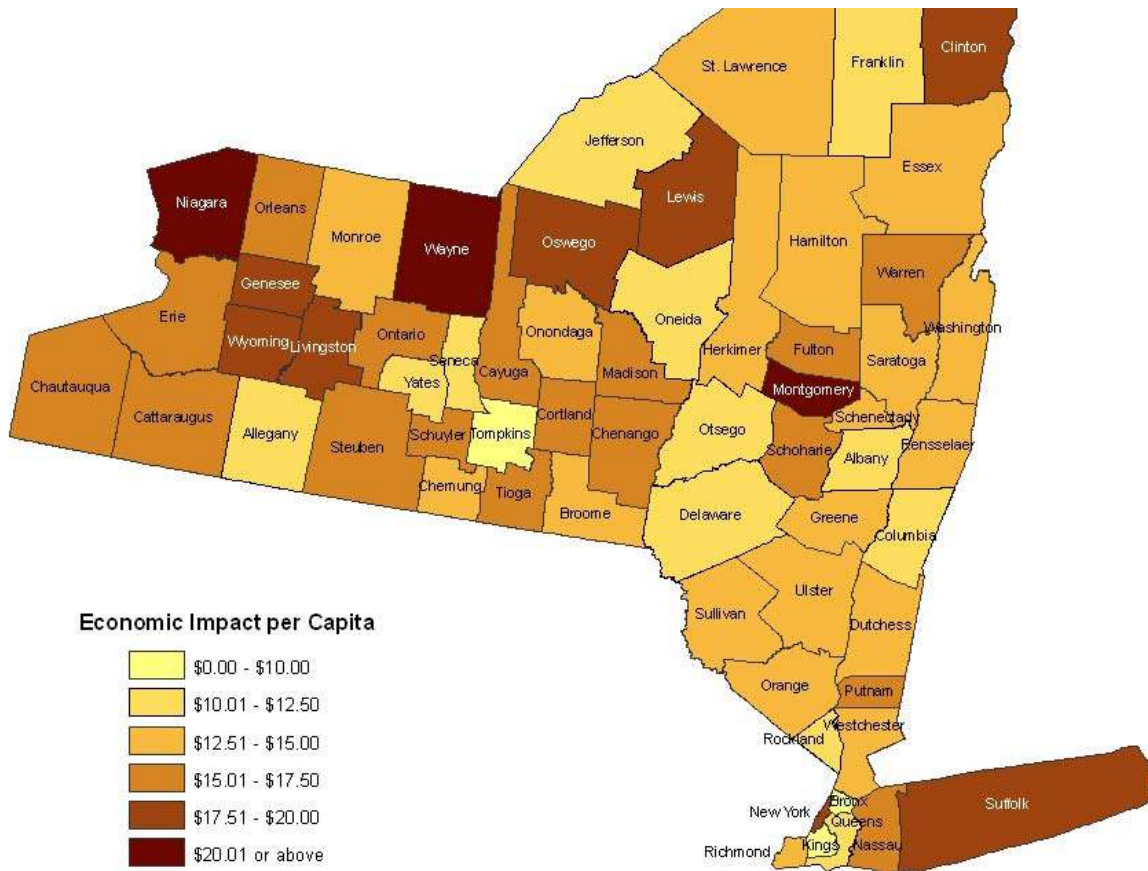 Clinton
Franklin
St. Lawrence
Jefferson
Essex
Niagara
Orleans
Lewis
Monroe
Wayne
Oswego
Hamilton
Warren
Genesee
Erie
Oneida
Washington
Wyoming
Livingston
Ontario
Onondaga
Seneca
Herkimer
Fulton
Saratoga
Yates
Cayuga
Madison
Chautauqua
Montgomery
Cattaraugus
Cortland
Schenectady
Allegany
Steuben
Schuyler
Tompkins
Chenango
Otsego
Schoharie
Albany
Rensselaer
Chemung
Tioga
Broome
Delaware
Greene
Columbia
Ulster
Sullivan
Dutchess
Orange
Putnam
Westchester
Rockland
Economic Impact per Capita
$0.00 - $10.00
$10.01 - $12.50
$12.51 - $15.00
$15.01 - $17.50
$17.51 - $20.00
$20.01 or above
New York
Bronx
Suffolk
Queens
Richmond
Kings
Nassau